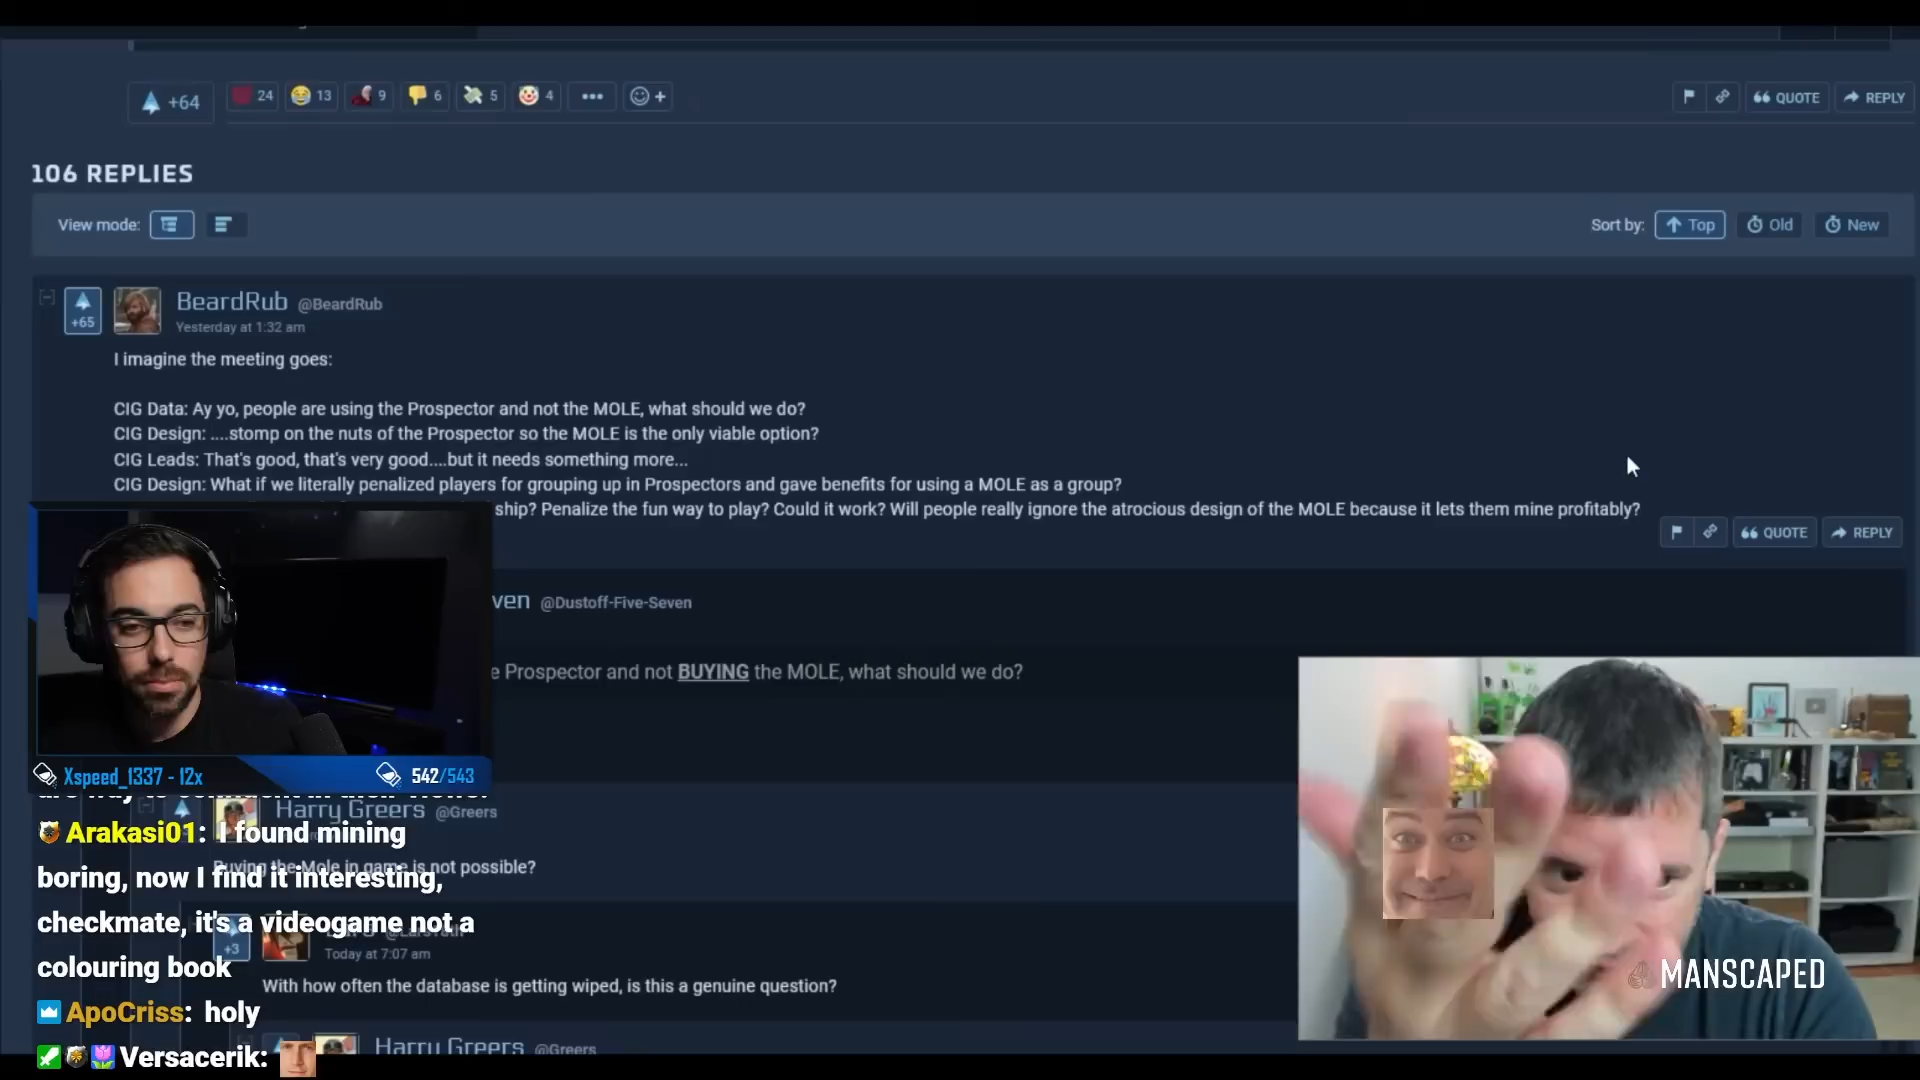 +64
24
13
9
6
5
4
QUOTE
REPLY
106 REPLIES
View mode:
Sort by:
Top
Old
New
+65
BeardRub @BeardRub
Yesterday at 1:32 am
I imagine the meeting goes:
CIG Data: Ay yo, people are using the Prospector and not the MOLE, what should we do?
CIG Design: ....stomp on the nuts of the Prospector so the MOLE is the only viable option?
CIG Leads: That's good, that's very good....but it needs something more...
CIG Design: What if we literally penalized players for grouping up in Prospectors and gave benefits for using a MOLE as a group?
ship? Penalize the fun way to play? Could it work? Will people really ignore the atrocious design of the MOLE because it lets them mine profitably?
QUOTE
REPLY
ven @Dustoff-Five-Seven
e Prospector and not BUYING the MOLE, what should we do?
Xspeed_1337 - 12x
542/543
Harry Greers @Greers
Buying the Mole in game is not possible?
+3
Today at 7:07 am
With how often the database is getting wiped, is this a genuine question?
Harry Greers @Greers
Arakasi01: I found mining
boring, now I find it interesting,
checkmate, it's a videogame not a
colouring book
ApoCriss: holy
Versacerik:
MANSCAPED